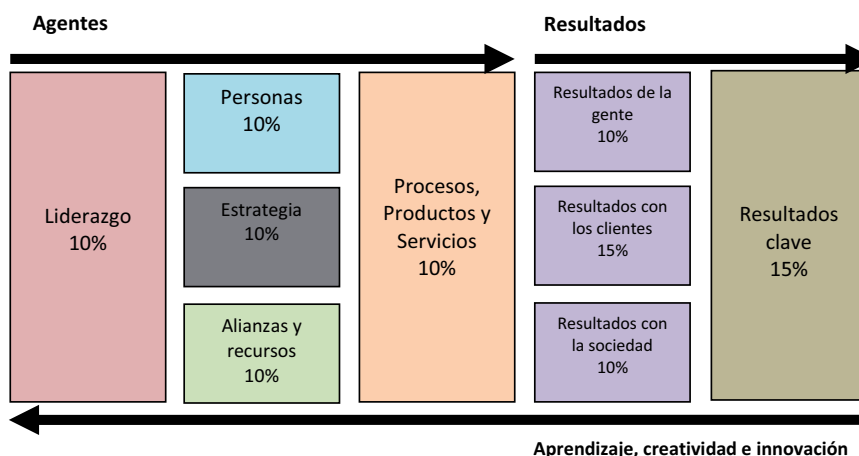 Agentes
Resultados
Liderazgo
10%
Personas
10%
Estrategia
10%
Alianzas y
recursos
10%
Procesos,
Productos y
Servicios
10%
Resultados de la
gente
10%
Resultados con
los clientes
15%
Resultados con
la sociedad
10%
Resultados
clave
15%
Aprendizaje, creatividad e innovación